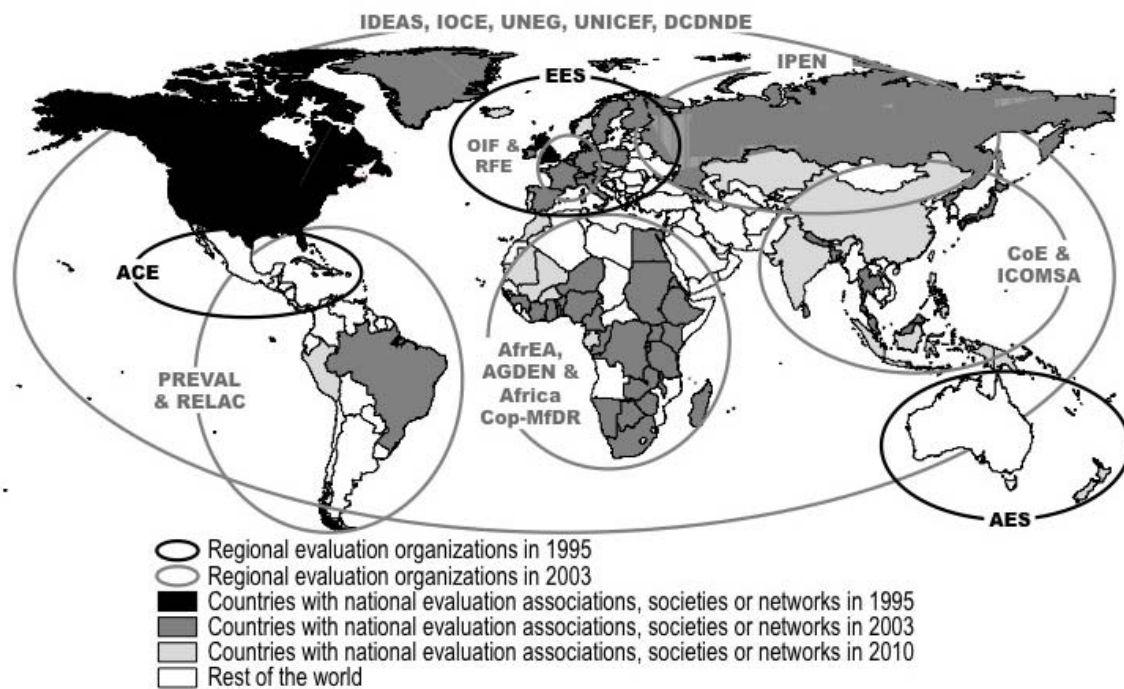 IDEAS, IOCE, UNEG, UNICEF, DCDNDE
IPEN
EES
OIF &
RFE
ACE
CoE &
ICOMSA
PREVAL
& RELAC
AfrEA,
AGDEN &
Africa
Cop-MfDR
AES
Regional evaluation organizations in 1995
Regional evaluation organizations in 2003
Countries with national evaluation associations, societies or networks in 1995
Countries with national evaluation associations, societies or networks in 2003
Countries with national evaluation associations, societies or networks in 2010
Rest of the world